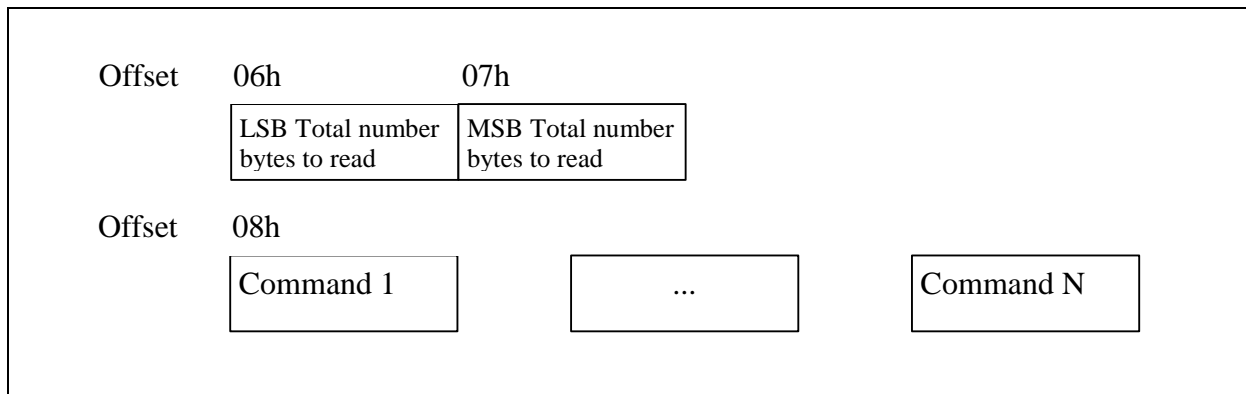 Offset 06h 07h
LSB Total number MSB Total number
bytes to read bytes to read
Offset 08h
Command 1 ... Command N